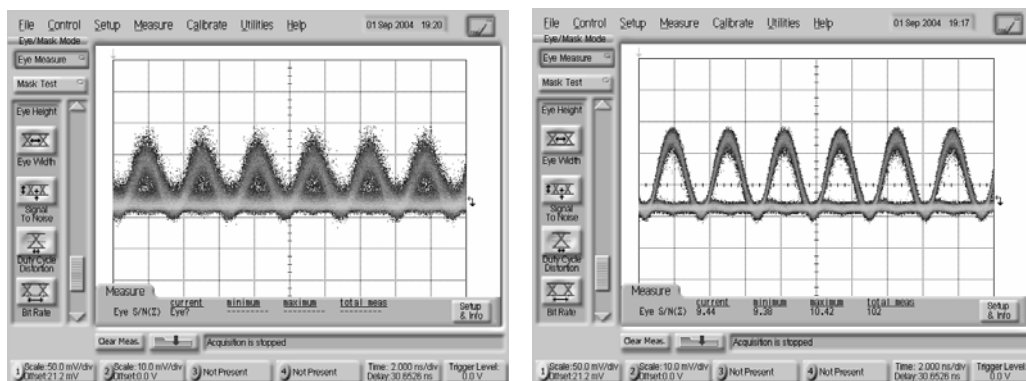 File Control Setup Measure Calibrate Utilities Help 01 Sep 2004 19:20
Eye/Mask Mode
Eye Measure
Mask Test
Eye Height
Eye Width
Signal To Noise
Duty Cycle Distortion
Bit Rate
Measure
current minimum maximum total meas
Eye S/N(Z) Eye? --------- --------- ---------
Setup & Info
Clear Meas. Acquisition is stopped
1 Scale:50.0 mV/div Offset:21.2 mV 2 Scale:10.0 mV/div Offset:0.0 V 3 Not Present 4 Not Present Time: 2.000 ns/div Delay:30.6526 ns Trigger Level: 0.0 V
File Control Setup Measure Calibrate Utilities Help 01 Sep 2004 19:17
Eye/Mask Mode
Eye Measure
Mask Test
Eye Height
Eye Width
Signal To Noise
Duty Cycle Distortion
Bit Rate
Measure
current minimum maximum total meas
Eye S/N(Z) 9.44 9.38 10.42 102
Setup & Info
Clear Meas. Acquisition is stopped
1 Scale:50.0 mV/div Offset:21.2 mV 2 Scale:10.0 mV/div Offset:0.0 V 3 Not Present 4 Not Present Time: 2.000 ns/div Delay:30.6526 ns Trigger Level: 0.0 V